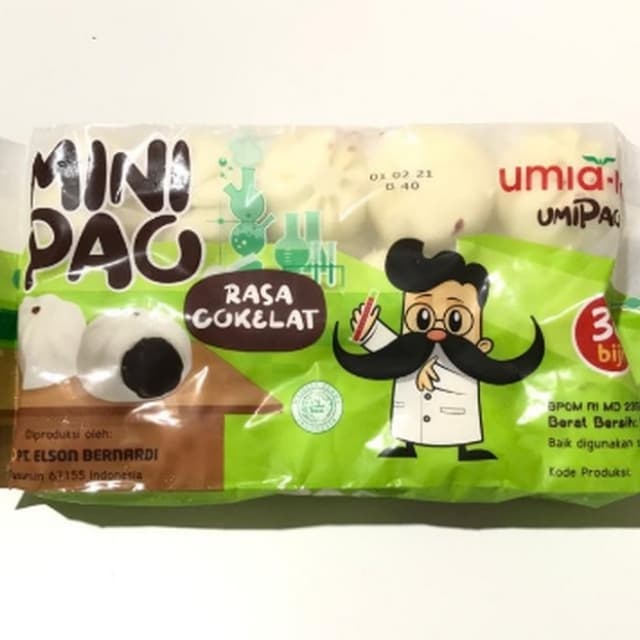 MINI
PAO
01 02 21
B 40
umia-
UMIPAO
RASA
COKELAT
biji
Diproduksi oleh:
PT. ELSON BERNARDI
67155 Indonesia
BPOM RI MD
Berat Bersih:
Baik digunakan
Kode Produksi: